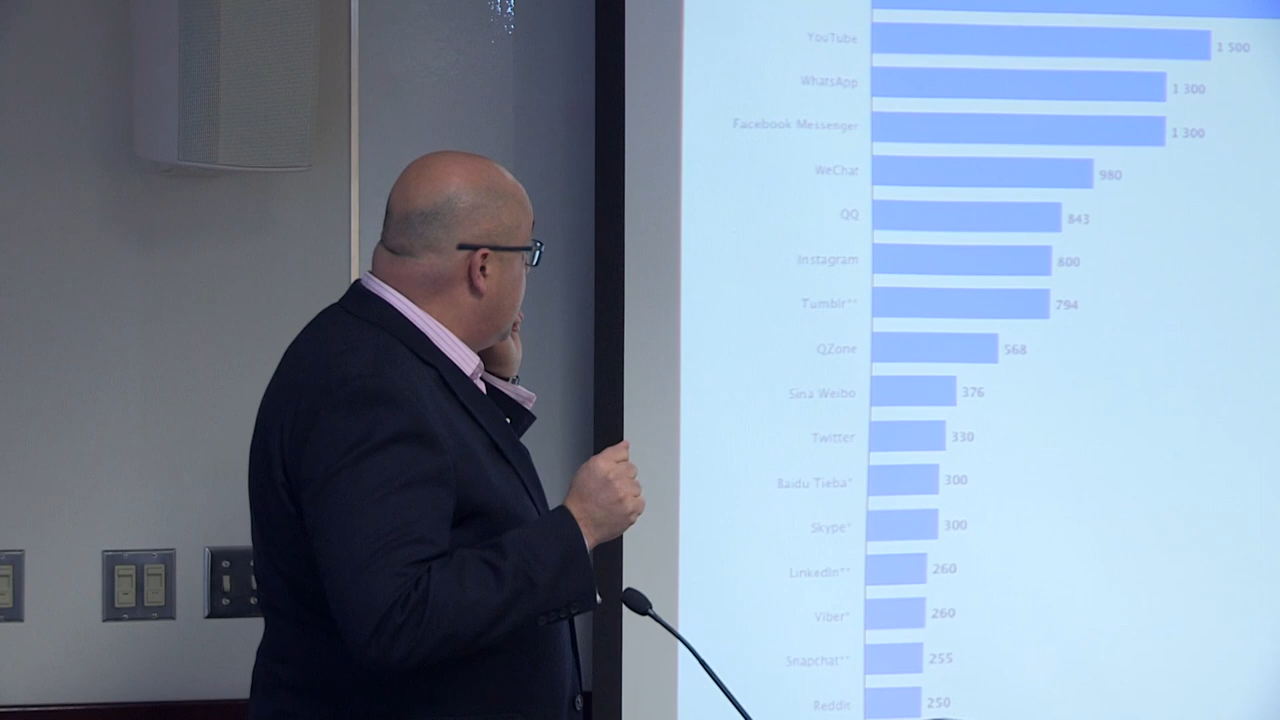 YouTube 1 500
WhatsApp 1 300
Facebook Messenger 1 300
WeChat 980
QQ 843
Instagram 800
Tumblr** 794
QZone 568
Sina Weibo 376
Twitter 330
Baidu Tieba* 300
Skype* 300
LinkedIn** 260
Viber* 260
Snapchat** 255
Reddit 250